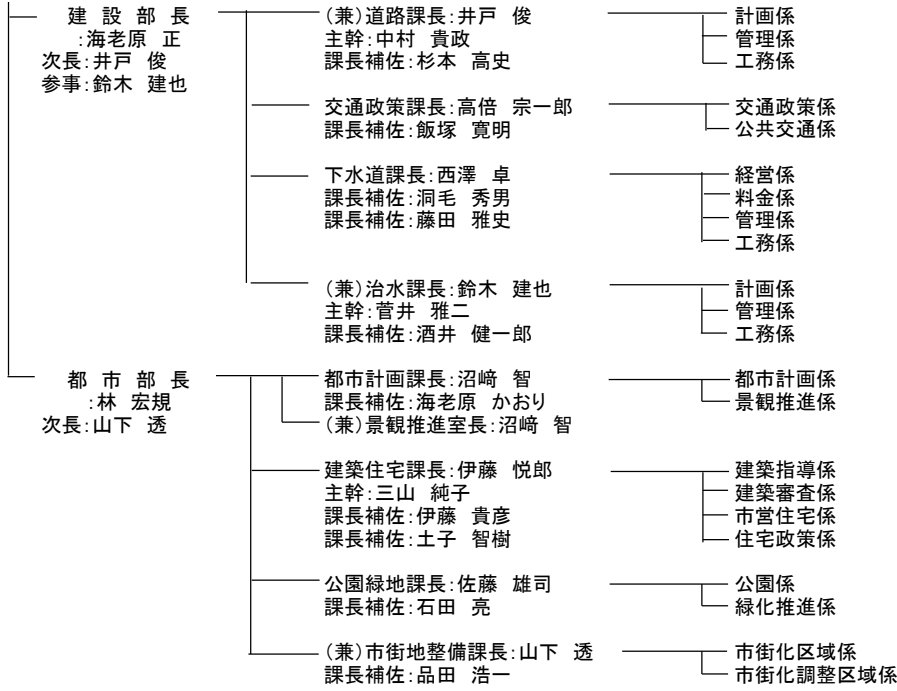 建設部長
:海老原 正
次長:井戸 俊
参事:鈴木 建也
(兼)道路課長:井戸 俊
主幹:中村 貴政
課長補佐:杉本 高史
計画係
管理係
工務係
交通政策課長:高倍 宗一郎
課長補佐:飯塚 寛明
交通政策係
公共交通係
下水道課長:西澤 卓
課長補佐:洞毛 秀男
課長補佐:藤田 雅史
経営係
料金係
管理係
工務係
(兼)治水課長:鈴木 建也
主幹:菅井 雅二
課長補佐:酒井 健一郎
計画係
管理係
工務係
都市部長
:林 宏規
次長:山下 透
都市計画課長:沼﨑 智
課長補佐:海老原 かおり
(兼)景観推進室長:沼﨑 智
都市計画係
景観推進係
建築住宅課長:伊藤 悦郎
主幹:三山 純子
課長補佐:伊藤 貴彦
課長補佐:土子 智樹
建築指導係
建築審査係
市営住宅係
住宅政策係
公園緑地課長:佐藤 雄司
課長補佐:石田 亮
公園係
緑化推進係
(兼)市街地整備課長:山下 透
課長補佐:品田 浩一
市街化区域係
市街化調整区域係